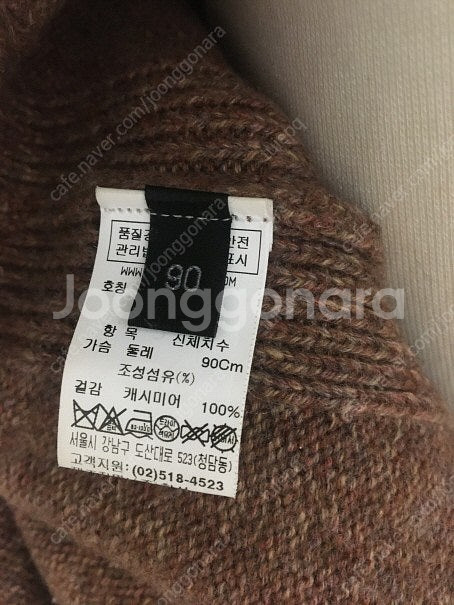 품질 안전
관리 표시
90
WWW OM
호칭
항 목 신체치수
가슴 둘레 90Cm
조성섬유(%)
겉감 캐시미어 100%
서울시 강남구 도산대로 523(청담동)
고객지원: (02)518-4523
Joonggonara
cafe.naver.com/joonggonara